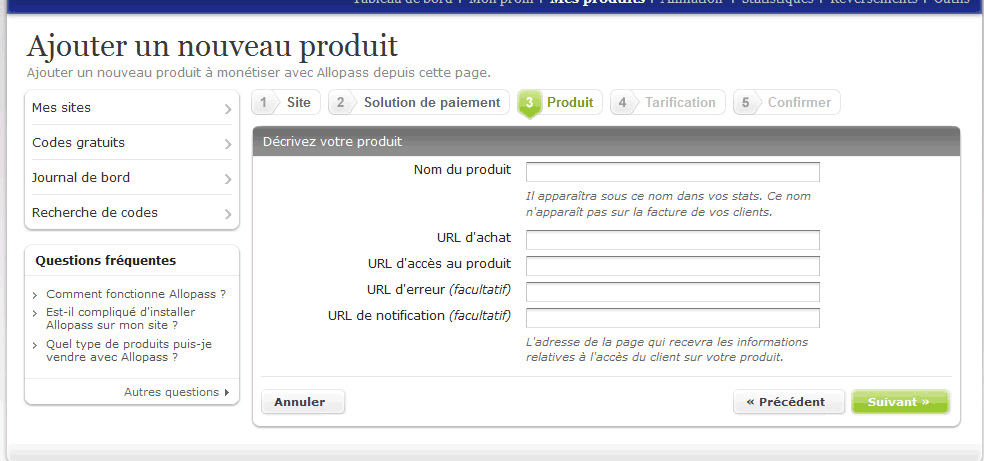 Tableau de bord | Mon profil | Mes produits | Animation | Statistiques | Reversements | Outils
Ajouter un nouveau produit
Ajouter un nouveau produit à monétiser avec Allopass depuis cette page.
Mes sites
Codes gratuits
Journal de bord
Recherche de codes
Questions fréquentes
Comment fonctionne Allopass ?
Est-il compliqué d'installer
Allopass sur mon site ?
Quel type de produits puis-je
vendre avec Allopass ?
Autres questions
1 Site 2 Solution de paiement 3 Produit 4 Tarification 5 Confirmer
Décrivez votre produit
Nom du produit
Il apparaîtra sous ce nom dans vos stats. Ce nom
n'apparaît pas sur la facture de vos clients.
URL d'achat
URL d'accès au produit
URL d'erreur (facultatif)
URL de notification (facultatif)
L'adresse de la page qui recevra les informations
relatives à l'accès du client sur votre produit.
Annuler « Précédent Suivant »